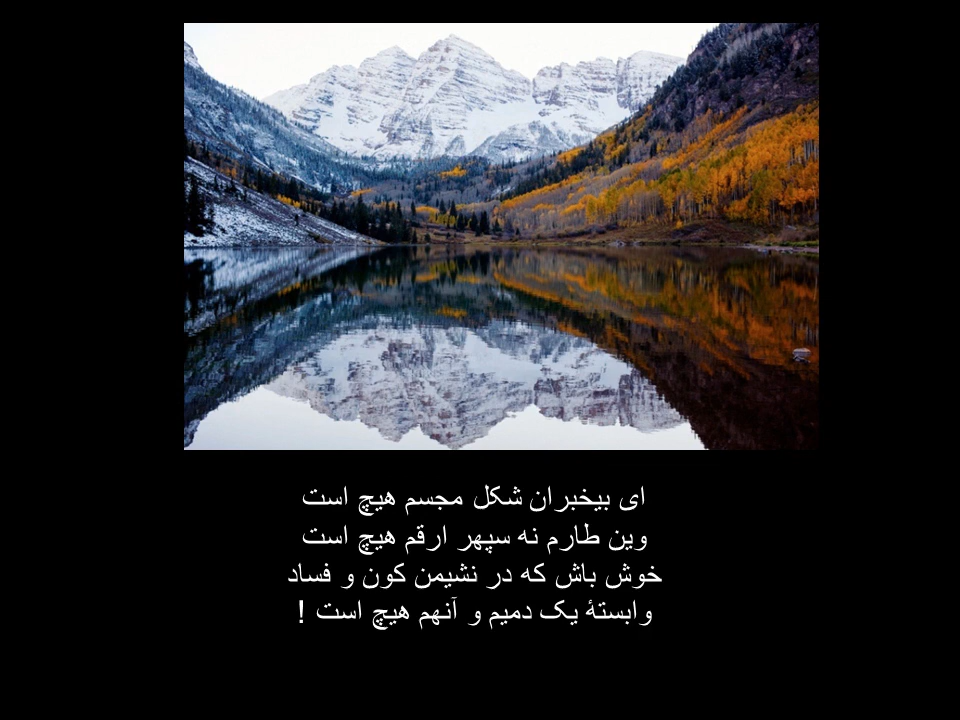 ای بیخبران شکل مجسم هیچ است
وین طارم نه سپهر ارقم هیچ است
خوش باش که در نشیمن کون و فساد
وابستهٔ یک دمیم و آنهم هیچ است !